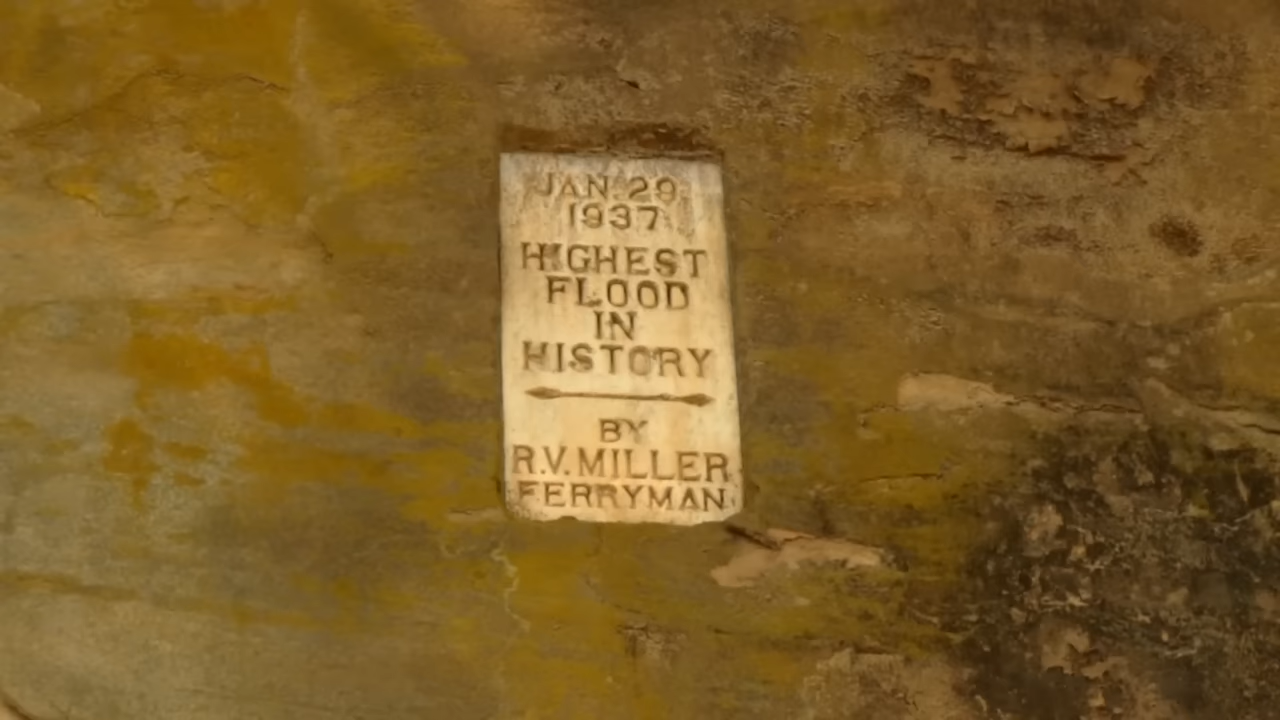 JAN. 29
1937
HIGHEST
FLOOD
IN
HISTORY
BY
R.V. MILLER
FERRYMAN